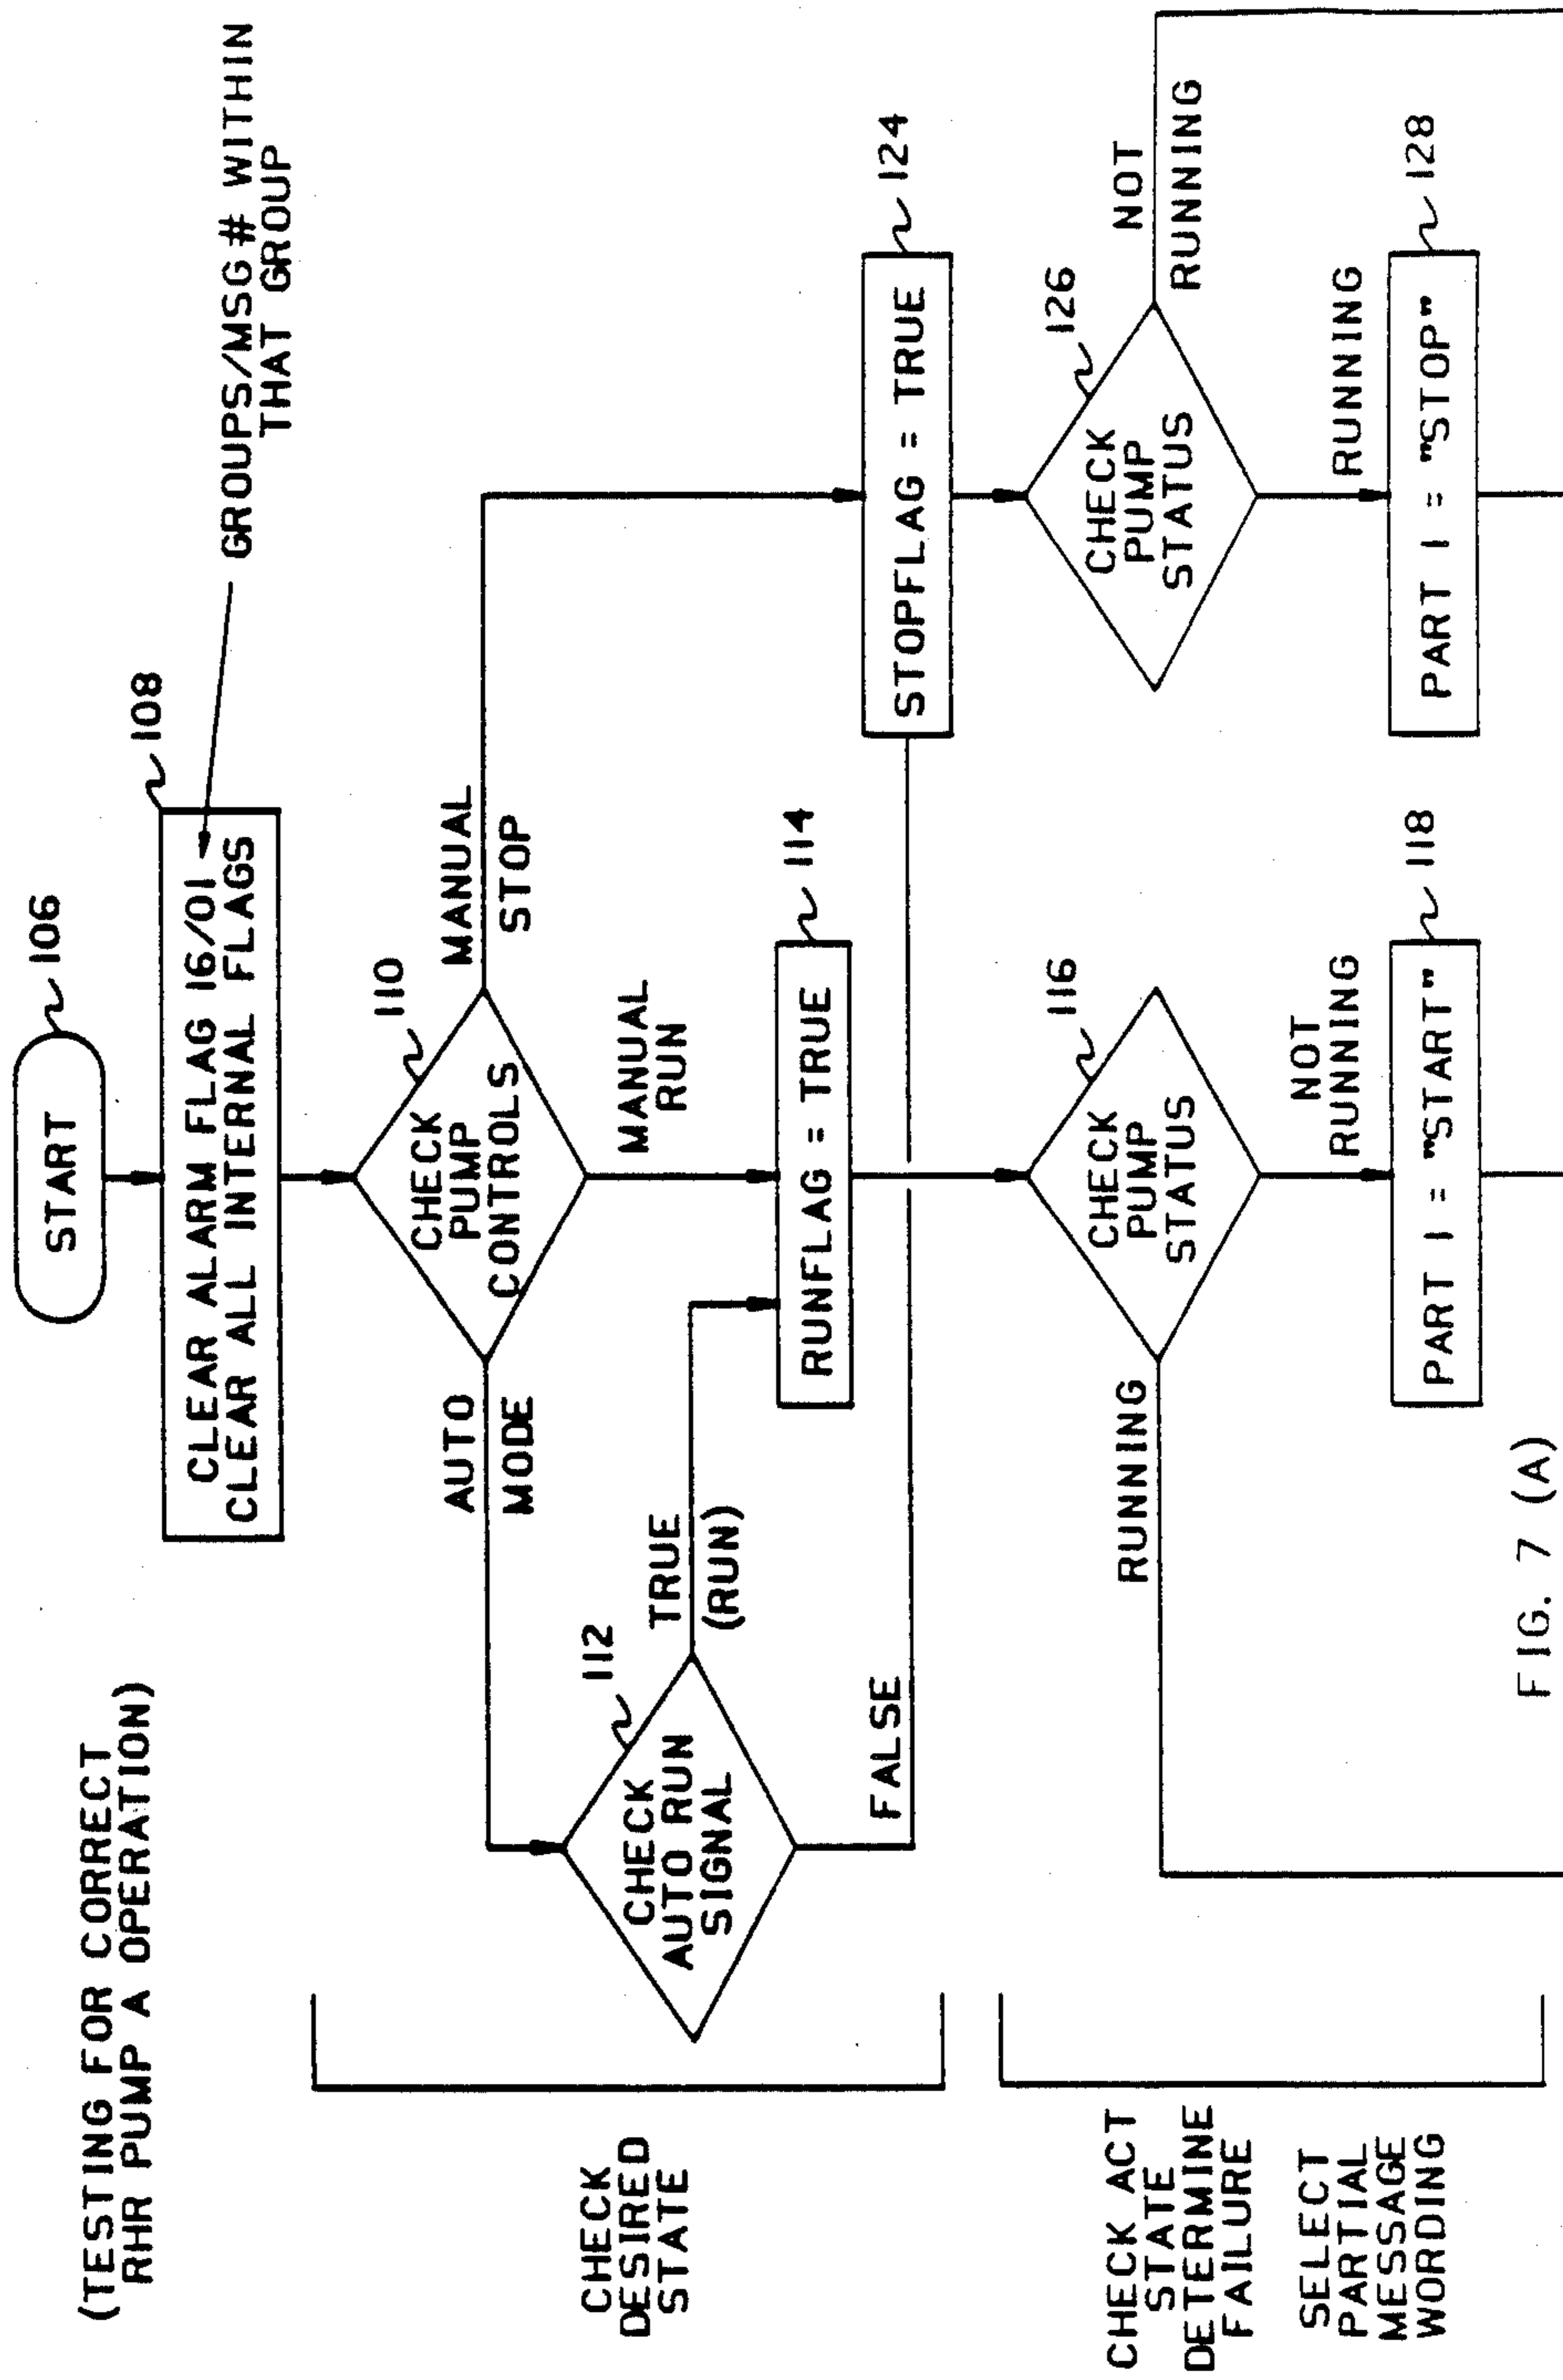 (TESTING FOR CORRECT
RHR PUMP A OPERATION)
START
106
CLEAR ALARM FLAG 16/01
CLEAR ALL INTERNAL FLAGS
108
GROUPS/MSG # WITHIN
THAT GROUP
CHECK
DESIRED
STATE
CHECK
PUMP
CONTROLS
110
AUTO
MODE
MANUAL
STOP
MANUAL
RUN
CHECK
AUTO RUN
SIGNAL
112
TRUE
(RUN)
FALSE
RUNFLAG = TRUE
114
STOPFLAG = TRUE
124
CHECK ACT
STATE
DETERMINE
FAILURE
SELECT
PARTIAL
MESSAGE
WORDING
CHECK
PUMP
STATUS
116
RUNNING
NOT
RUNNING
PART 1 = "START"
118
CHECK
PUMP
STATUS
126
NOT
RUNNING
RUNNING
PART 1 = "STOP"
128
FIG. 7 (A)